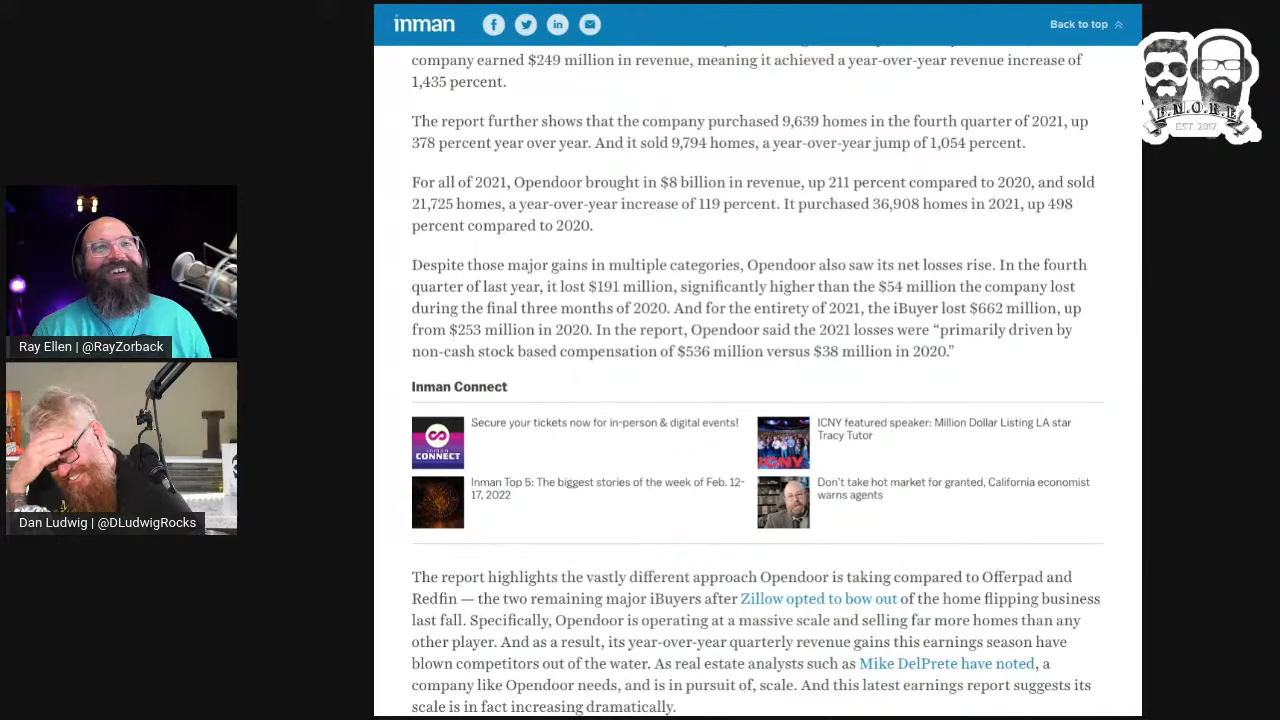 inman
Back to top
company earned $249 million in revenue, meaning it achieved a year-over-year revenue increase of
1,435 percent.
The report further shows that the company purchased 9,639 homes in the fourth quarter of 2021, up
378 percent year over year. And it sold 9,794 homes, a year-over-year jump of 1,054 percent.
For all of 2021, Opendoor brought in $8 billion in revenue, up 211 percent compared to 2020, and sold
21,725 homes, a year-over-year increase of 119 percent. It purchased 36,908 homes in 2021, up 498
percent compared to 2020.
Despite those major gains in multiple categories, Opendoor also saw its net losses rise. In the fourth
quarter of last year, it lost $191 million, significantly higher than the $54 million the company lost
during the final three months of 2020. And for the entirety of 2021, the iBuyer lost $662 million, up
from $253 million in 2020. In the report, Opendoor said the 2021 losses were “primarily driven by
non-cash stock based compensation of $536 million versus $38 million in 2020.”
Inman Connect
INMAN
CONNECT
Secure your tickets now for in-person & digital events!
ICNY
ICNY featured speaker: Million Dollar Listing LA star
Tracy Tutor
Inman Top 5: The biggest stories of the week of Feb. 12-
17, 2022
Don't take hot market for granted, California economist
warns agents
The report highlights the vastly different approach Opendoor is taking compared to Offerpad and
Redfin — the two remaining major iBuyers after Zillow opted to bow out of the home flipping business
last fall. Specifically, Opendoor is operating at a massive scale and selling far more homes than any
other player. And as a result, its year-over-year quarterly revenue gains this earnings season have
blown competitors out of the water. As real estate analysts such as Mike DelPrete have noted, a
company like Opendoor needs, and is in pursuit of, scale. And this latest earnings report suggests its
scale is in fact increasing dramatically.
Ray Ellen | @RayZorback
Dan Ludwig | @DLudwigRocks
B.M.O.R.E
EST. 2017